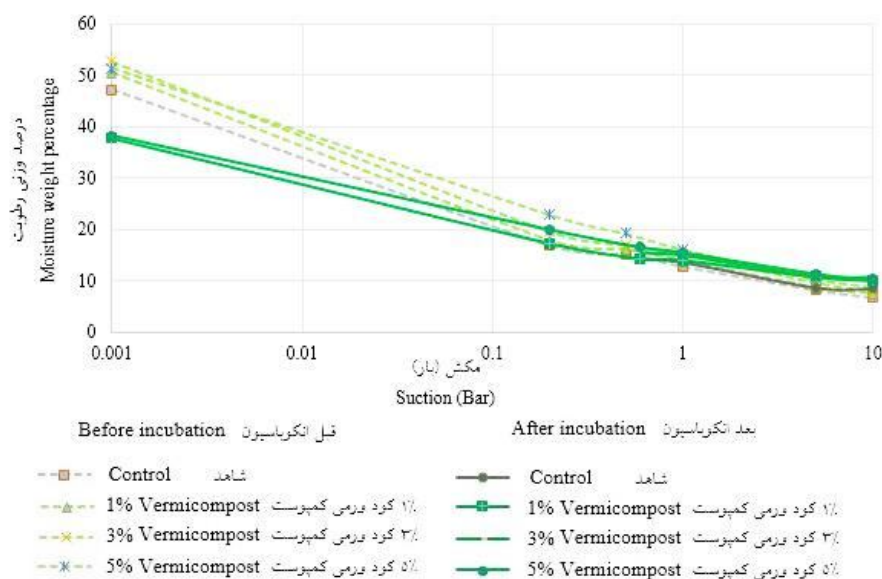 60
50
40
30
20
10
0
درصد وزنی رطوبت
Moisture weight percentage
0.001 0.01 0.1 1 10
مکش (بار)
Suction (Bar)
Before incubation قبل انکوباسیون
Control شاهد
1% Vermicompost ۱٪ کود ورمی کمپوست
3% Vermicompost ۳٪ کود ورمی کمپوست
5% Vermicompost ۵٪ کود ورمی کمپوست
After incubation بعد انکوباسیون
Control شاهد
1% Vermicompost ۱٪ کود ورمی کمپوست
3% Vermicompost ۳٪ کود ورمی کمپوست
5% Vermicompost ۵٪ کود ورمی کمپوست